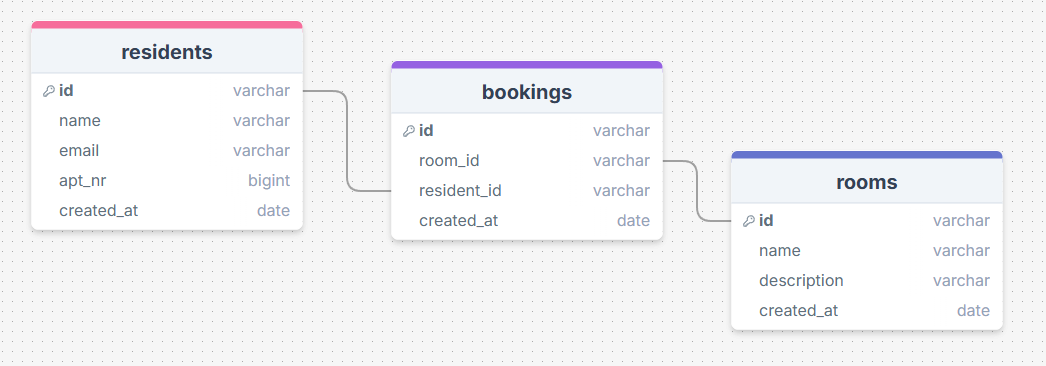 residents
id varchar
name varchar
email varchar
apt_nr bigint
created_at date
bookings
id varchar
room_id varchar
resident_id varchar
created_at date
rooms
id varchar
name varchar
description varchar
created_at date